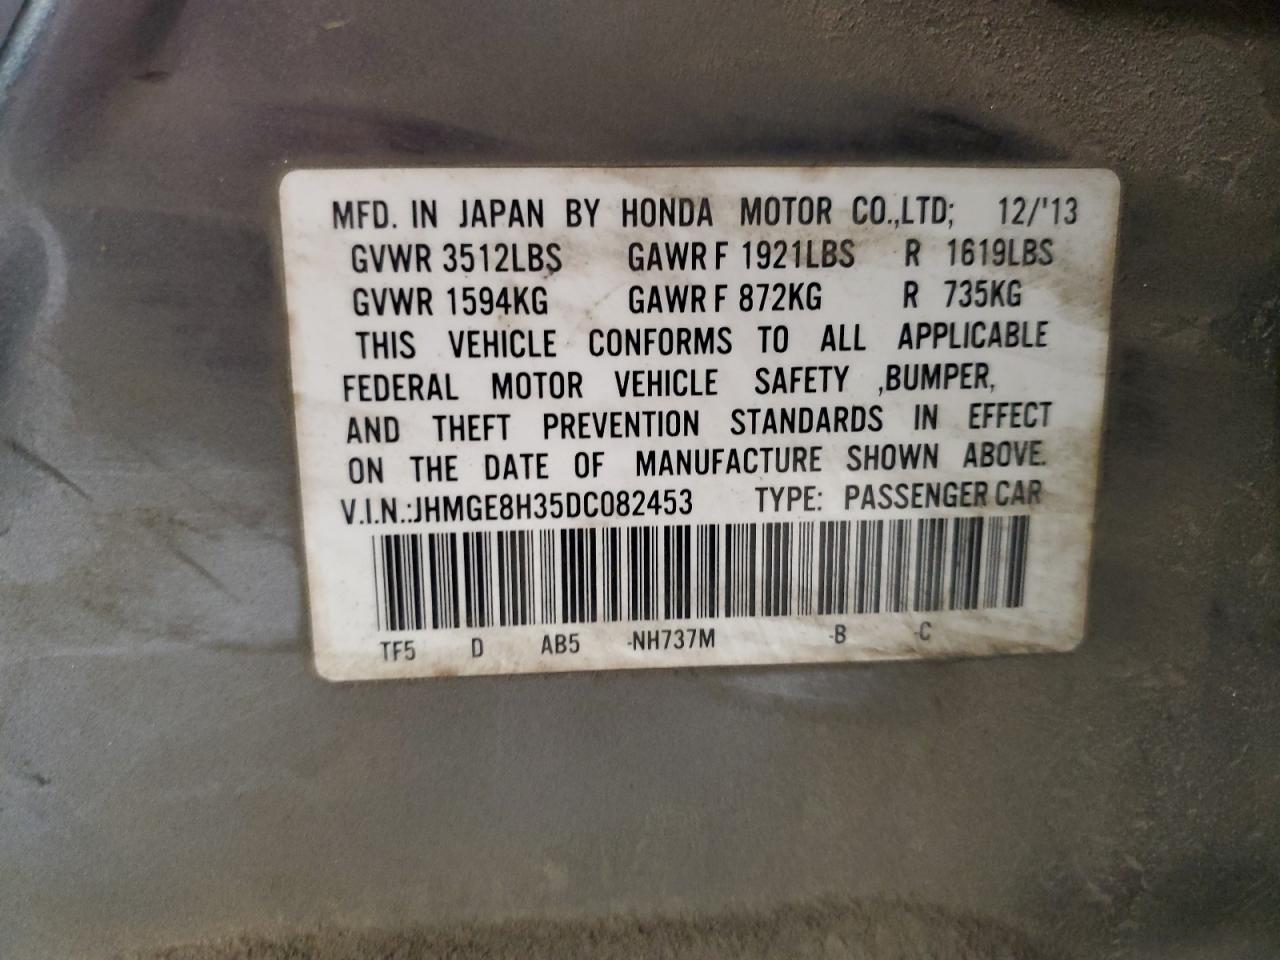 MFD. IN JAPAN BY HONDA MOTOR CO.,LTD; 12/'13
GVWR 3512LBS GAWR F 1921LBS R 1619LBS
GVWR 1594KG GAWR F 872KG R 735KG
THIS VEHICLE CONFORMS TO ALL APPLICABLE
FEDERAL MOTOR VEHICLE SAFETY ,BUMPER,
AND THEFT PREVENTION STANDARDS IN EFFECT
ON THE DATE OF MANUFACTURE SHOWN ABOVE.
V.I.N.:JHMGE8H35DC082453 TYPE: PASSENGER CAR
TF5 D AB5 -NH737M -B -C